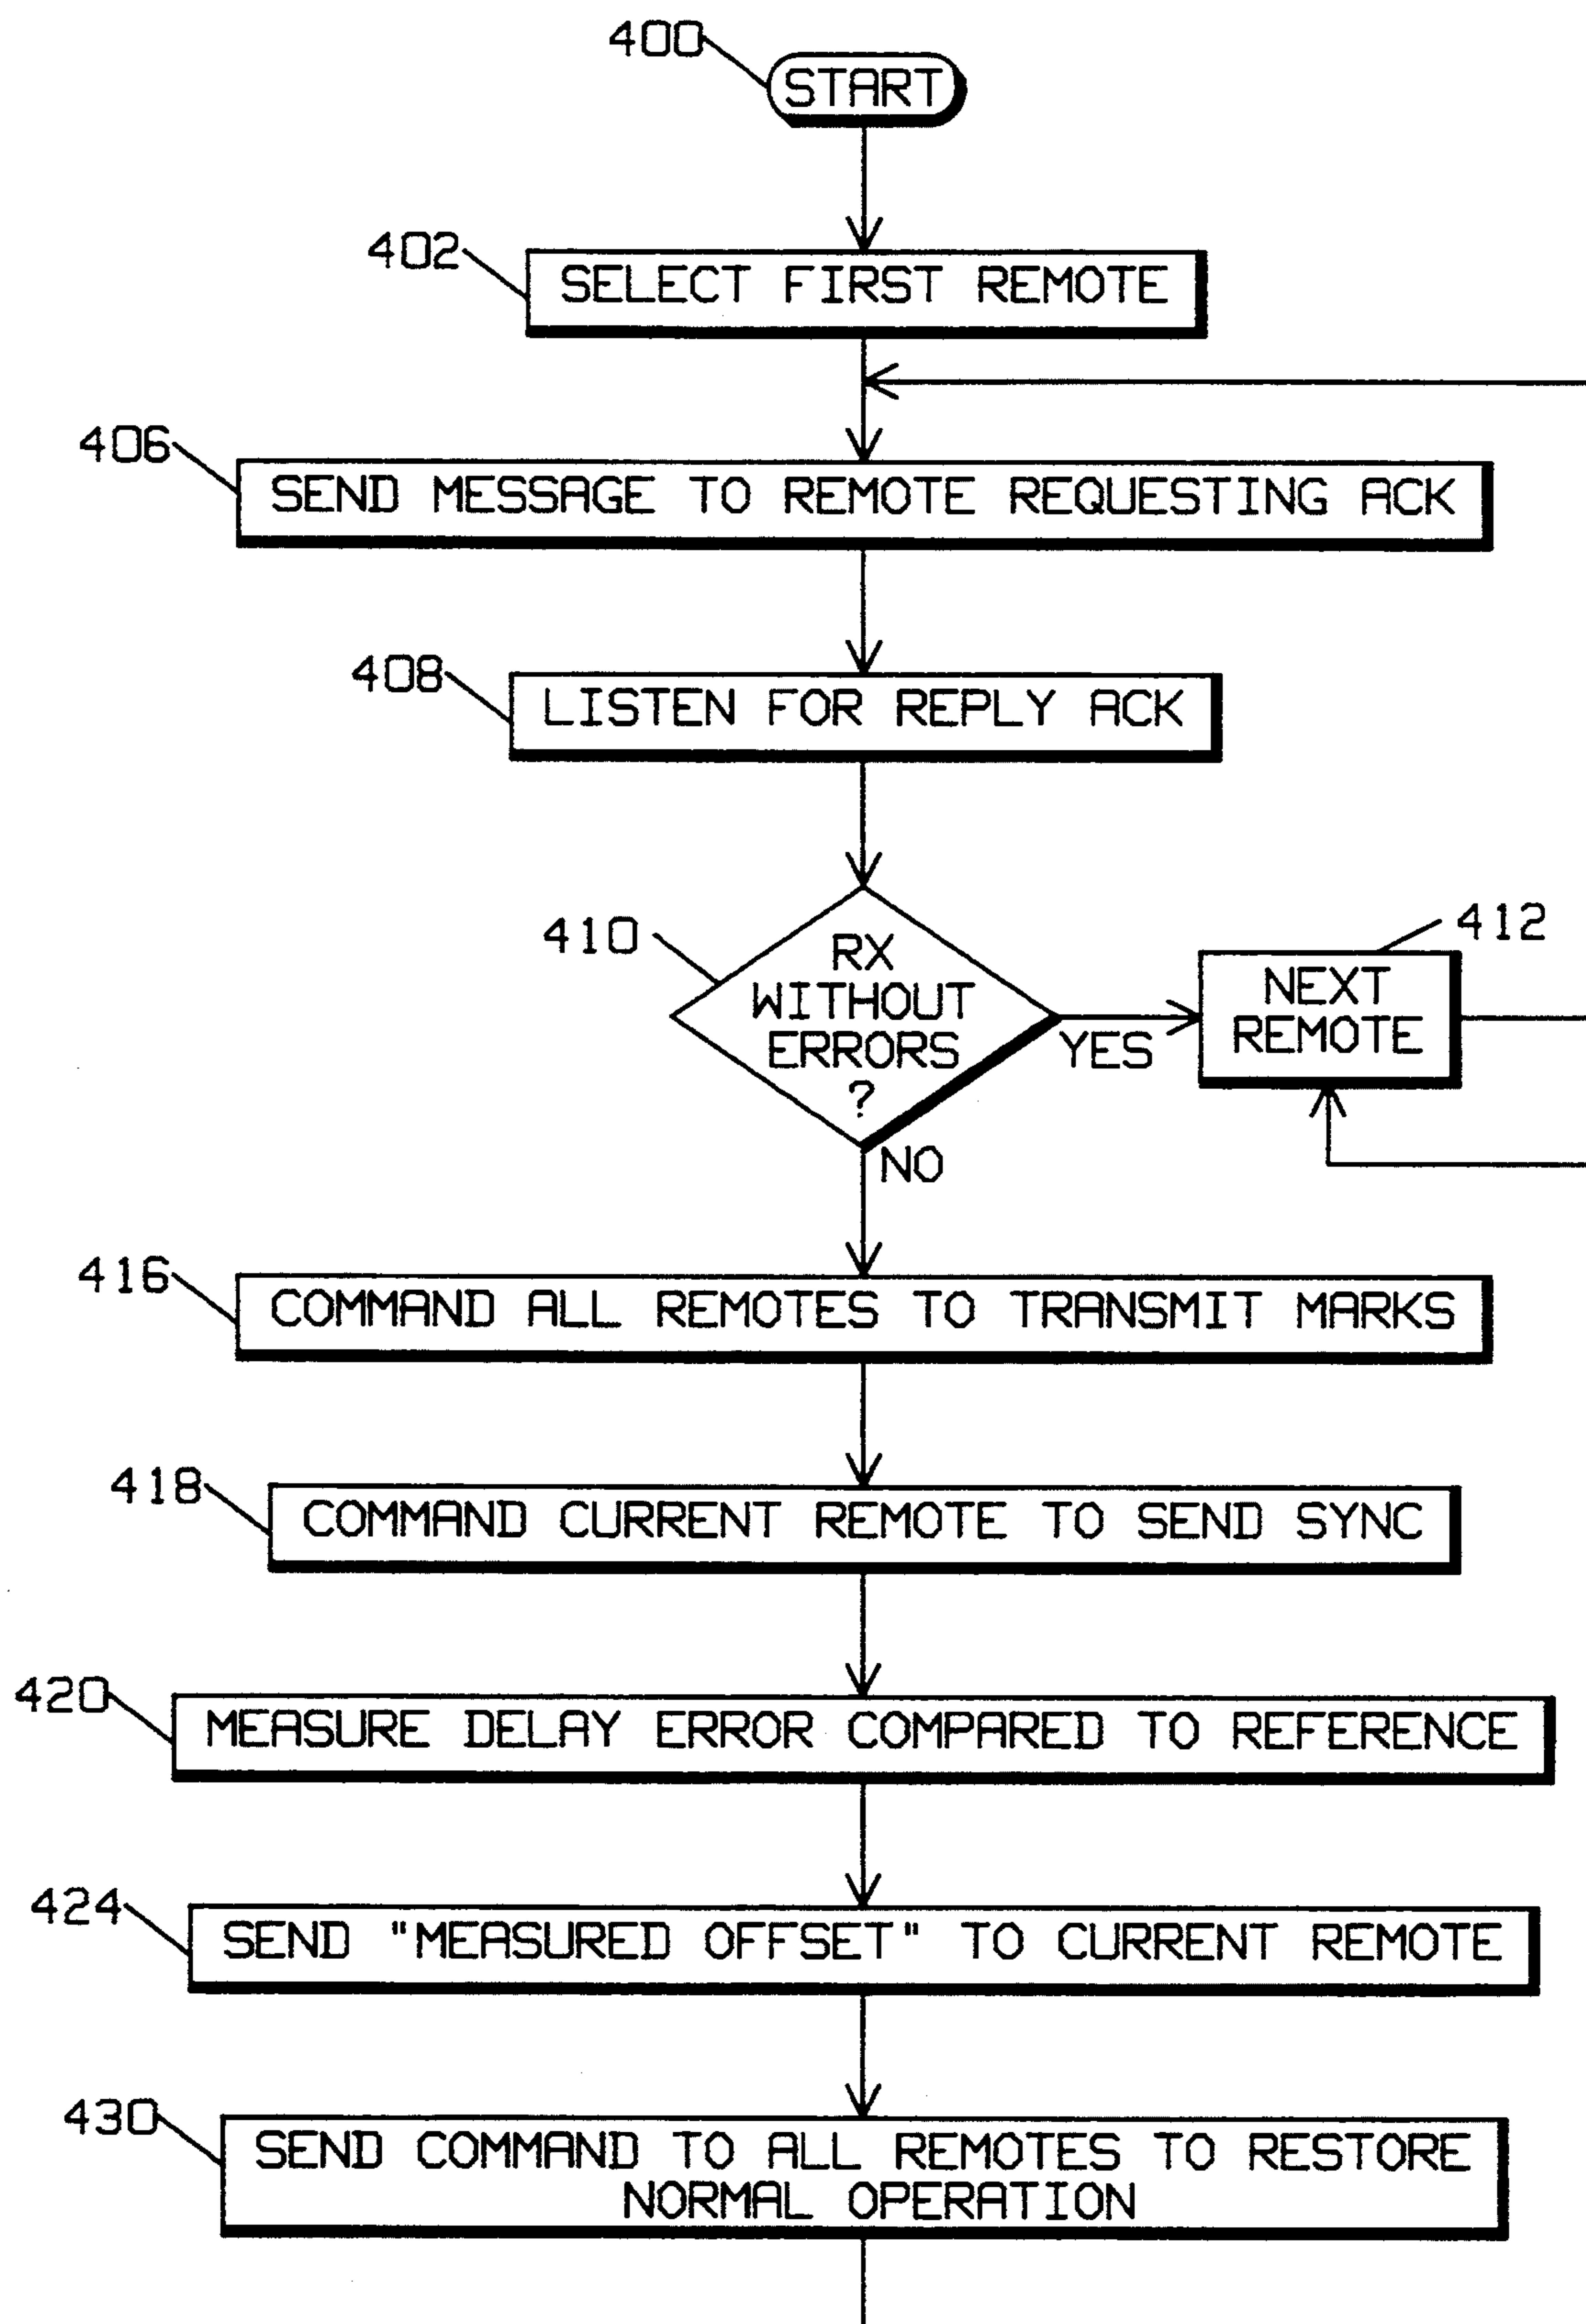 400
START
402
SELECT FIRST REMOTE
406
SEND MESSAGE TO REMOTE REQUESTING ACK
408
LISTEN FOR REPLY ACK
410
RX
WITHOUT
ERRORS
?
YES
NO
412
NEXT
REMOTE
416
COMMAND ALL REMOTES TO TRANSMIT MARKS
418
COMMAND CURRENT REMOTE TO SEND SYNC
420
MEASURE DELAY ERROR COMPARED TO REFERENCE
424
SEND "MEASURED OFFSET" TO CURRENT REMOTE
430
SEND COMMAND TO ALL REMOTES TO RESTORE
NORMAL OPERATION